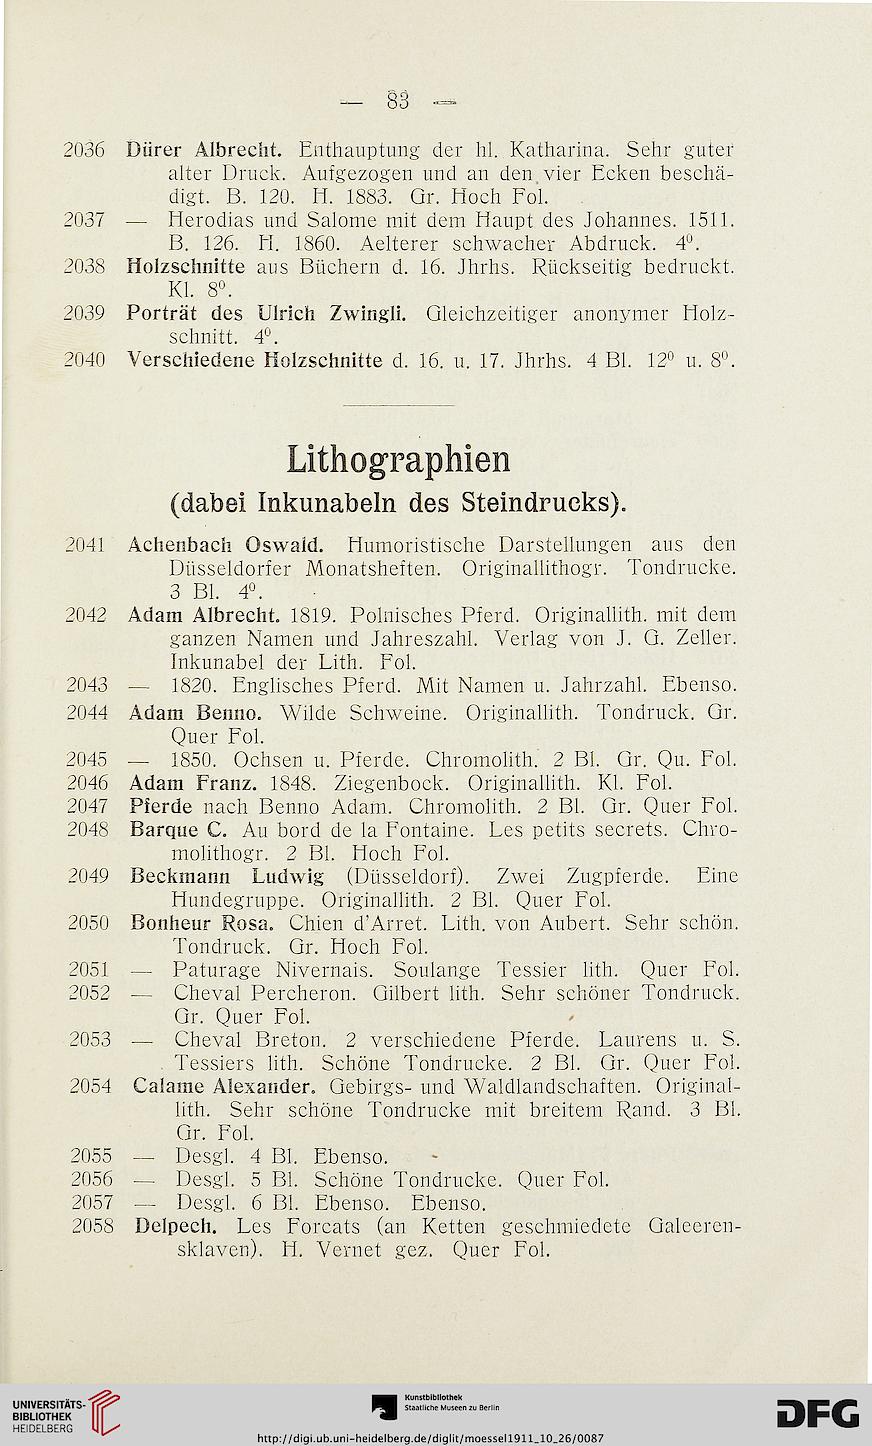 — 83 —
2036 Dürer Albrecht. Enthauptung der hl. Katharina. Sehr guter
alter Druck. Aufgezogen und an den vier Ecken beschä-
digt. B. 120. H. 1883. Gr. Hoch Fol.
2037 — Herodias und Salome mit dem Haupt des Johannes. 1511.
B. 126. H. 1860. Aelterer schwacher Abdruck. 4⁰.
2038 Holzschnitte aus Büchern d. 16. Jhrhs. Rückseitig bedruckt.
Kl. 8⁰.
2039 Porträt des Ulrich Zwingli. Gleichzeitiger anonymer Holz-
schnitt. 4⁰.
2040 Verschiedene Holzschnitte d. 16. u. 17. Jhrhs. 4 Bl. 12⁰ u. 8⁰.
Lithographien
(dabei Inkunabeln des Steindrucks).
2041 Achenbach Oswald. Humoristische Darstellungen aus den
Düsseldorfer Monatsheften. Originallithogr. Tondrucke.
3 Bl. 4⁰.
2042 Adam Albrecht. 1819. Polnisches Pferd. Originallith. mit dem
ganzen Namen und Jahreszahl. Verlag von J. G. Zeller.
Inkunabel der Lith. Fol.
2043 — 1820. Englisches Pferd. Mit Namen u. Jahrzahl. Ebenso.
2044 Adam Benno. Wilde Schweine. Originallith. Tondruck. Gr.
Quer Fol.
2045 — 1850. Ochsen u. Pferde. Chromolith. 2 Bl. Gr. Qu. Fol.
2046 Adam Franz. 1848. Ziegenbock. Originallith. Kl. Fol.
2047 Pferde nach Benno Adam. Chromolith. 2 Bl. Gr. Quer Fol.
2048 Barque C. Au bord de la Fontaine. Les petits secrets. Chro-
molithogr. 2 Bl. Hoch Fol.
2049 Beckmann Ludwig (Düsseldorf). Zwei Zugpferde. Eine
Hundegruppe. Originallith. 2 Bl. Quer Fol.
2050 Bonheur Rosa. Chien d'Arret. Lith. von Aubert. Sehr schön.
Tondruck. Gr. Hoch Fol.
2051 — Paturage Nivernais. Soulange Tessier lith. Quer Fol.
2052 — Cheval Percheron. Gilbert lith. Sehr schöner Tondruck.
Gr. Quer Fol.
2053 — Cheval Breton. 2 verschiedene Pferde. Laurens u. S.
Tessiers lith. Schöne Tondrucke. 2 Bl. Gr. Quer Fol.
2054 Calame Alexander. Gebirgs- und Waldlandschaften. Original-
lith. Sehr schöne Tondrucke mit breitem Rand. 3 Bl.
Gr. Fol.
2055 — Desgl. 4 Bl. Ebenso.
2056 — Desgl. 5 Bl. Schöne Tondrucke. Quer Fol.
2057 — Desgl. 6 Bl. Ebenso. Ebenso.
2058 Delpech. Les Forcats (an Ketten geschmiedete Galeeren-
sklaven). H. Vernet gez. Quer Fol.
UNIVERSITÄTS-
BIBLIOTHEK
HEIDELBERG
Kunstbibliothek
Staatliche Museen zu Berlin
DFG
http://digi.ub.uni-heidelberg.de/diglit/moessel1911_10_26/0087